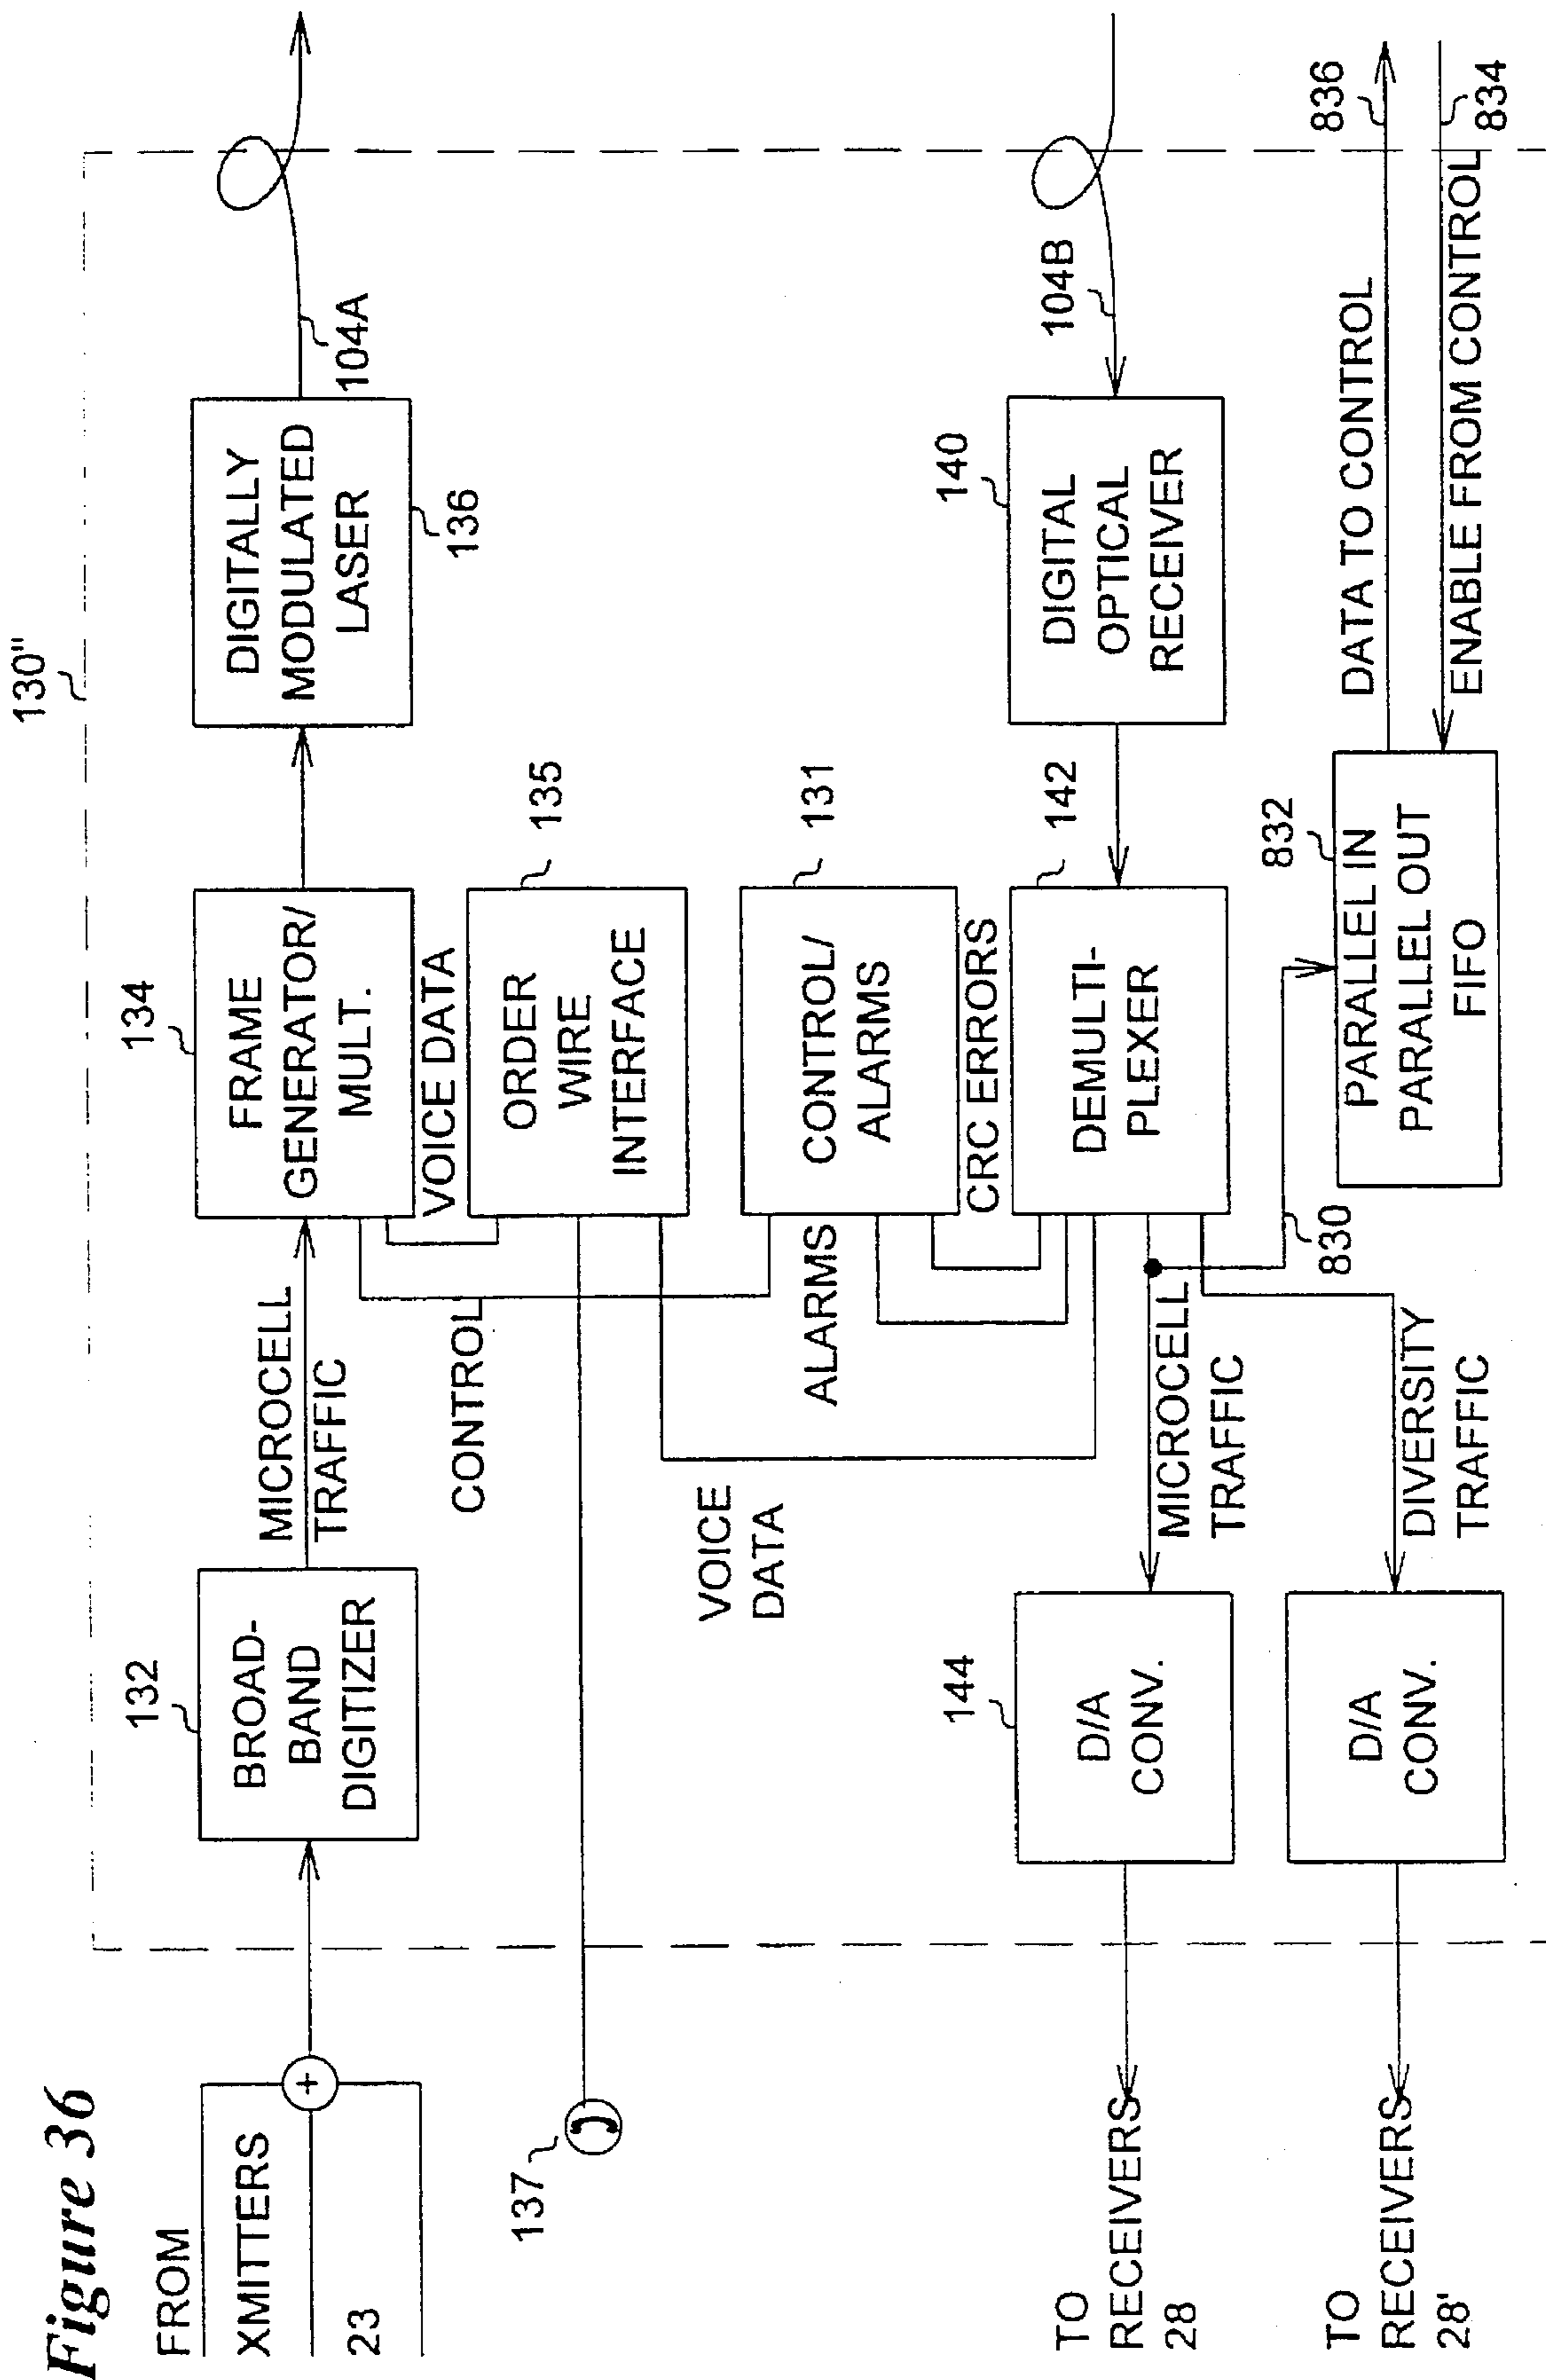 Figure 36
130"
FROM
XMITTERS
23
132
BROAD-
BAND
DIGITIZER
MICROCELL
TRAFFIC
134
FRAME
GENERATOR/
MULT.
DIGITALLY
MODULATED
LASER
136
104A
CONTROL
VOICE DATA
137
135
ORDER
WIRE
INTERFACE
VOICE
DATA
ALARMS
131
CONTROL/
ALARMS
CRC ERRORS
142
DEMULTI-
PLEXER
140
DIGITAL
OPTICAL
RECEIVER
104B
TO
RECEIVERS
28
144
D/A
CONV.
MICROCELL
TRAFFIC
830
832
PARALLEL IN
PARALLEL OUT
FIFO
DATA TO CONTROL
836
ENABLE FROM CONTROL
834
TO
RECEIVERS
28'
D/A
CONV.
DIVERSITY
TRAFFIC